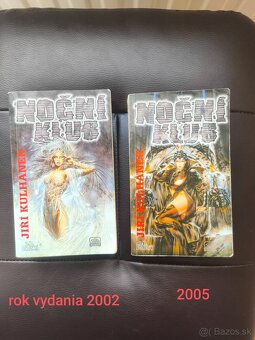 NOČNÍ
KLUB
JIŘÍ KULHÁNEK
NOČNÍ
KLUB
JIŘÍ KULHÁNEK
rok vydania 2002
2005
Bazos.sk